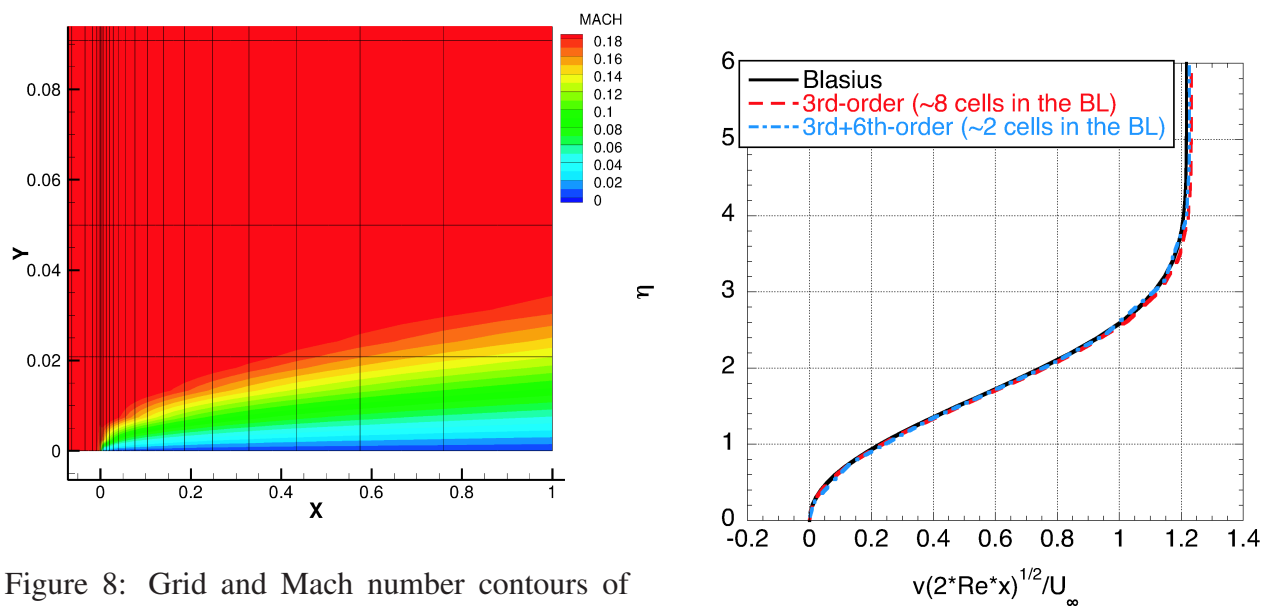 MACH
0.18
0.16
0.14
0.12
0.1
0.08
0.06
0.04
0.02
0
0.08
0.06
0.04
0.02
0
Y
0 0.2 0.4 0.6 0.8 1
X
Figure 8: Grid and Mach number contours of
6
5
4
3
2
1
0
η
Blasius
3rd-order (~8 cells in the BL)
3rd+6th-order (~2 cells in the BL)
-0.2 0 0.2 0.4 0.6 0.8 1 1.2 1.4
v(2*Re*x)^1/2/U_∞